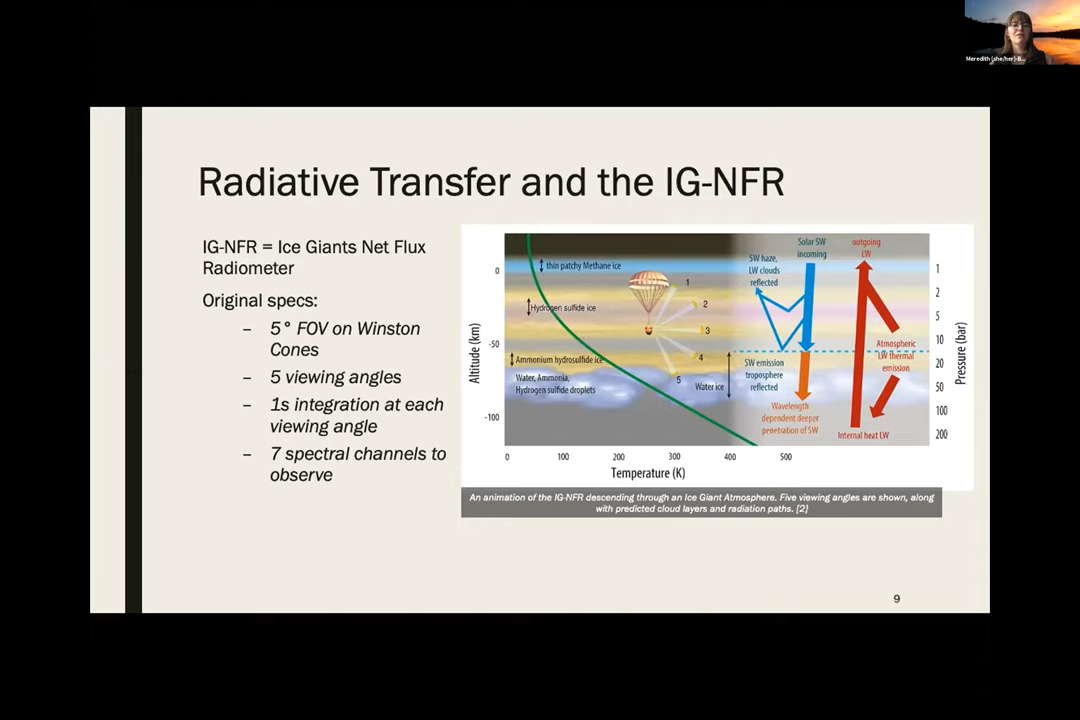 Meredith (she/her)-B...
Radiative Transfer and the IG-NFR
IG-NFR = Ice Giants Net Flux
Radiometer
Original specs:
– 5° FOV on Winston
Cones
– 5 viewing angles
– 1s integration at each
viewing angle
– 7 spectral channels to
observe
Altitude (km)
0
-50
-100
thin patchy Methane ice
Hydrogen sulfide ice
Ammonium hydrosulfide ice
Water, Ammonia,
Hydrogen sulfide droplets
1
2
3
4
5
Water ice
SW haze,
LW clouds
reflected
Solar SW
incoming
outgoing
LW
SW emission
troposphere
reflected
Wavelength
dependent deeper
penetration of SW
Atmospheric
LW thermal
emission
Internal heat LW
1
2
5
10
20
50
100
200
Pressure (bar)
0 100 200 300 400 500
Temperature (K)
An animation of the IG-NFR descending through an Ice Giant Atmosphere. Five viewing angles are shown, along
with predicted cloud layers and radiation paths. [2]
9